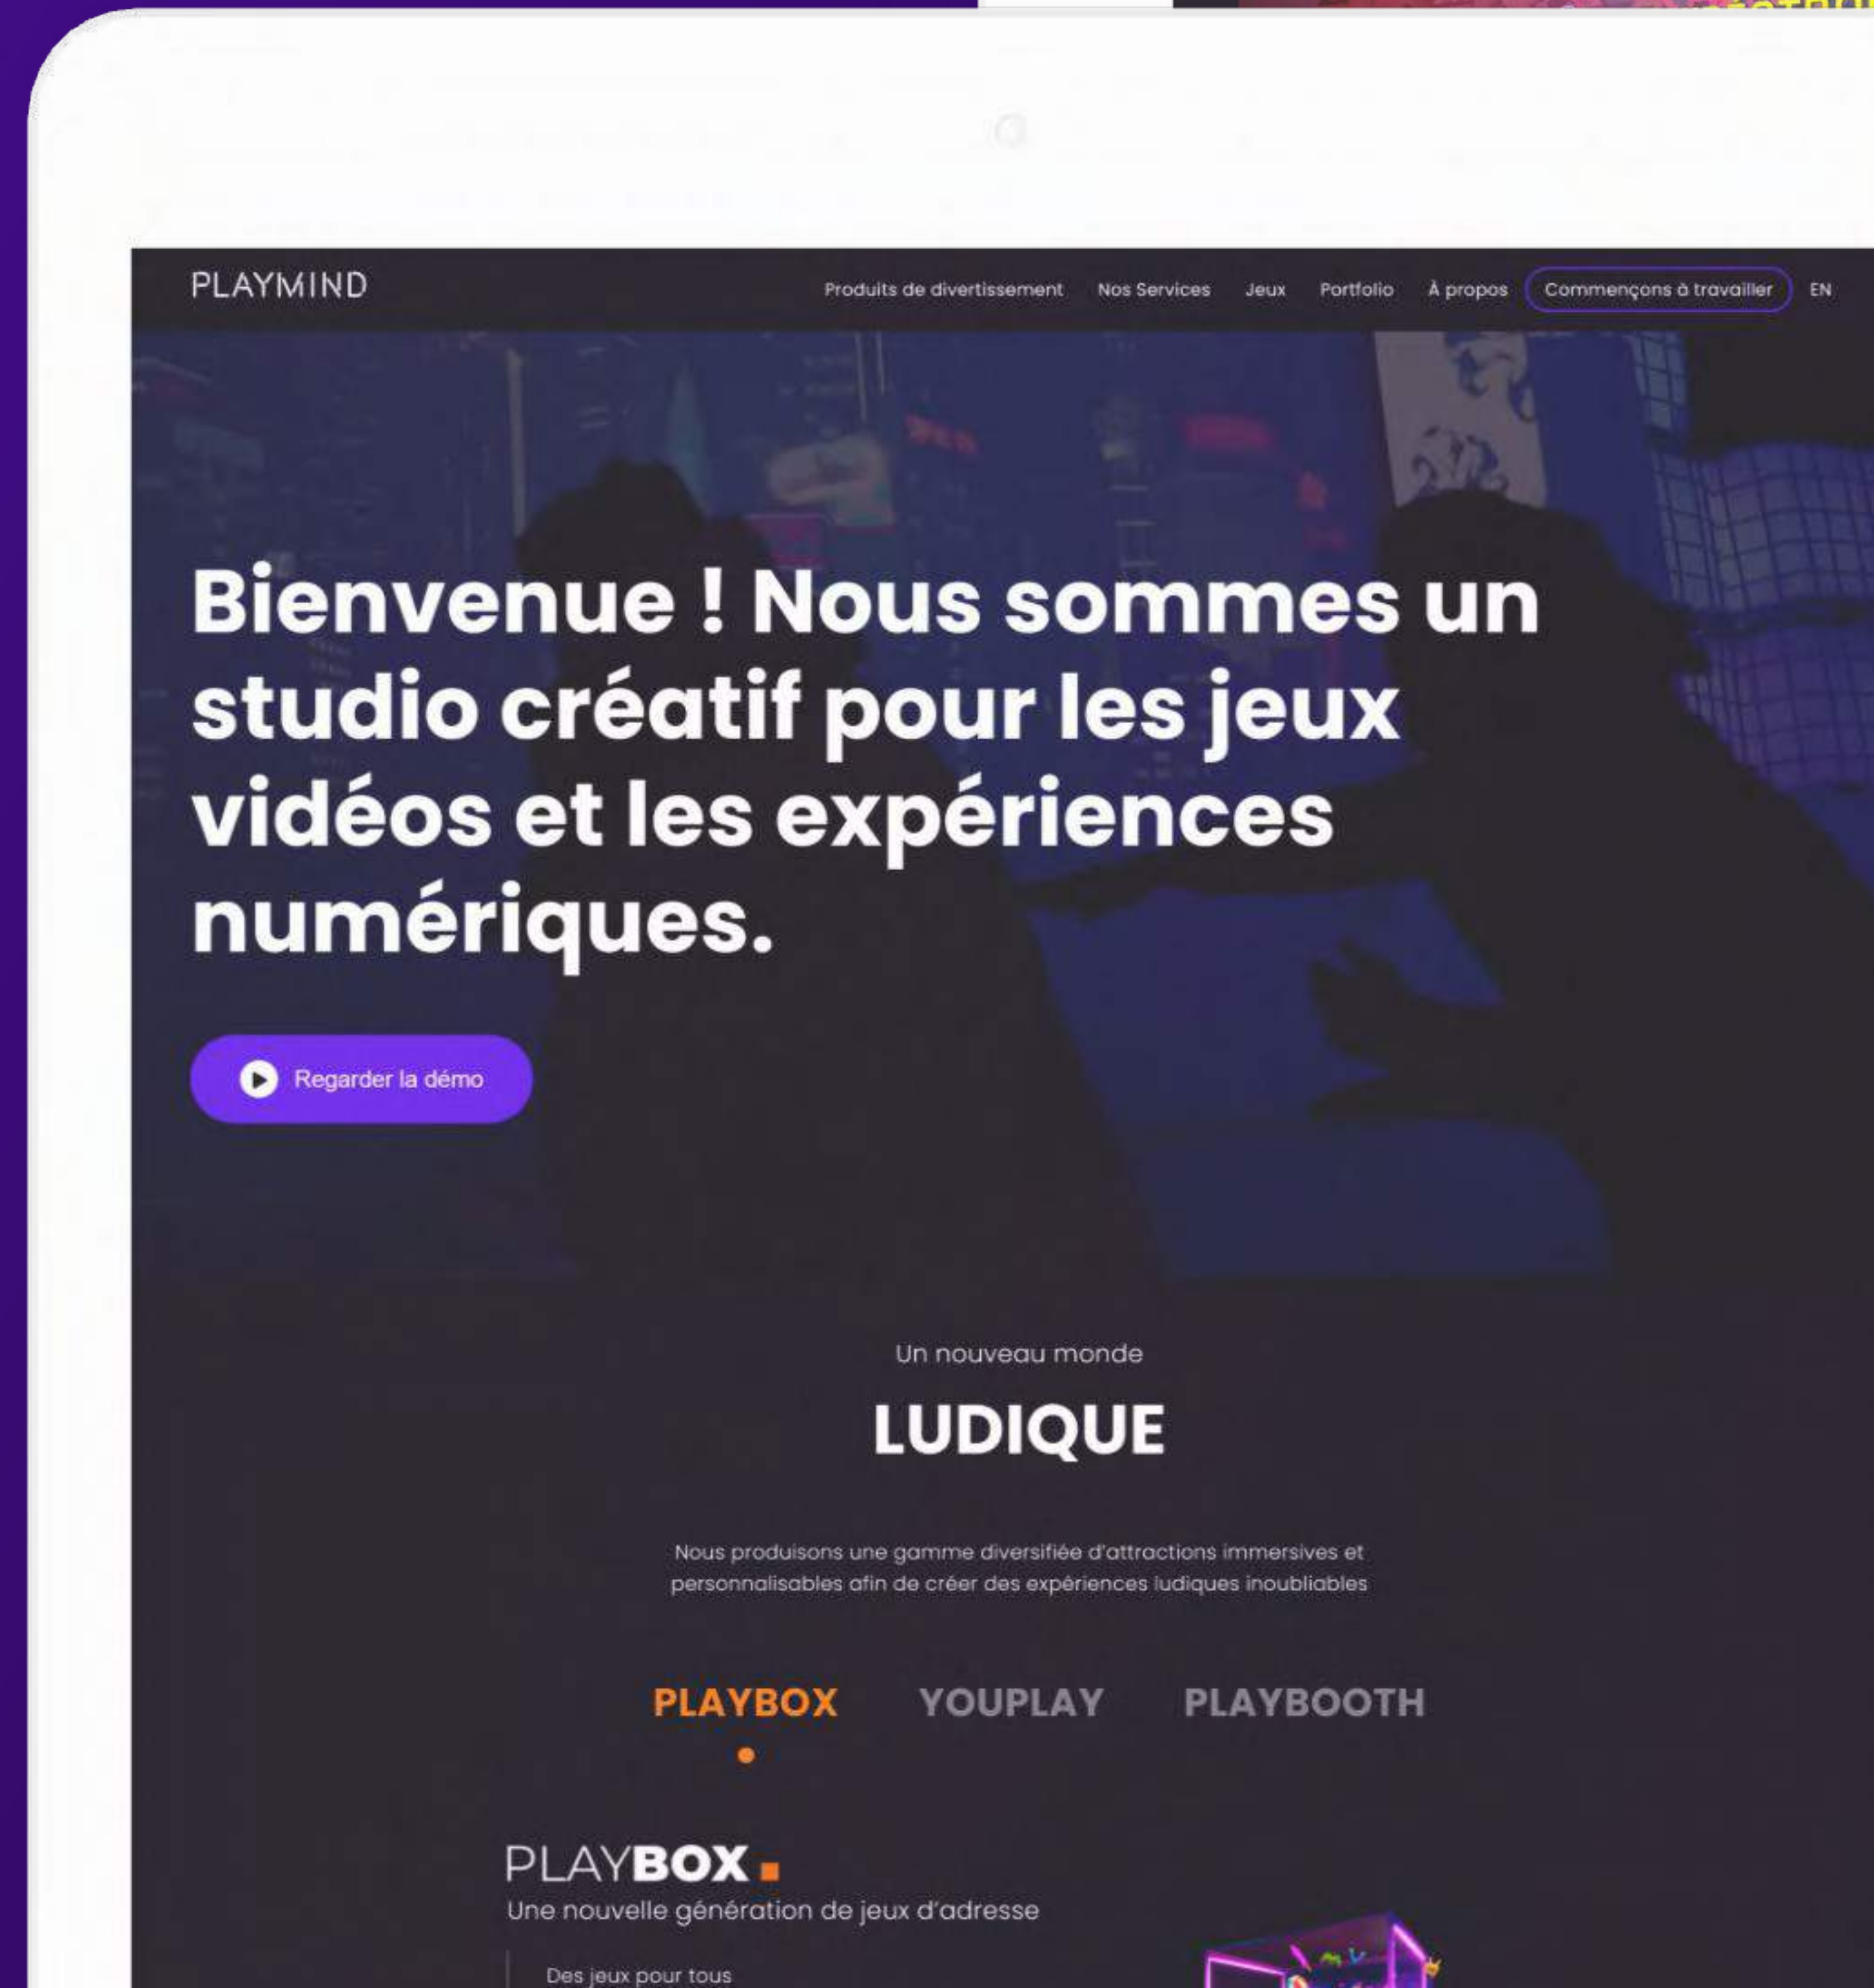 PLAYMIND
Produits de divertissement Nos Services Jeux Portfolio À propos Commençons à travailler EN
Bienvenue ! Nous sommes un
studio créatif pour les jeux
vidéos et les expériences
numériques.
Regarder la démo
Un nouveau monde
LUDIQUE
Nous produisons une gamme diversifiée d'attractions immersives et
personnalisables afin de créer des expériences ludiques inoubliables
PLAYBOX YOUPLAY PLAYBOOTH
PLAYBOX
Une nouvelle génération de jeux d'adresse
Des jeux pour tous